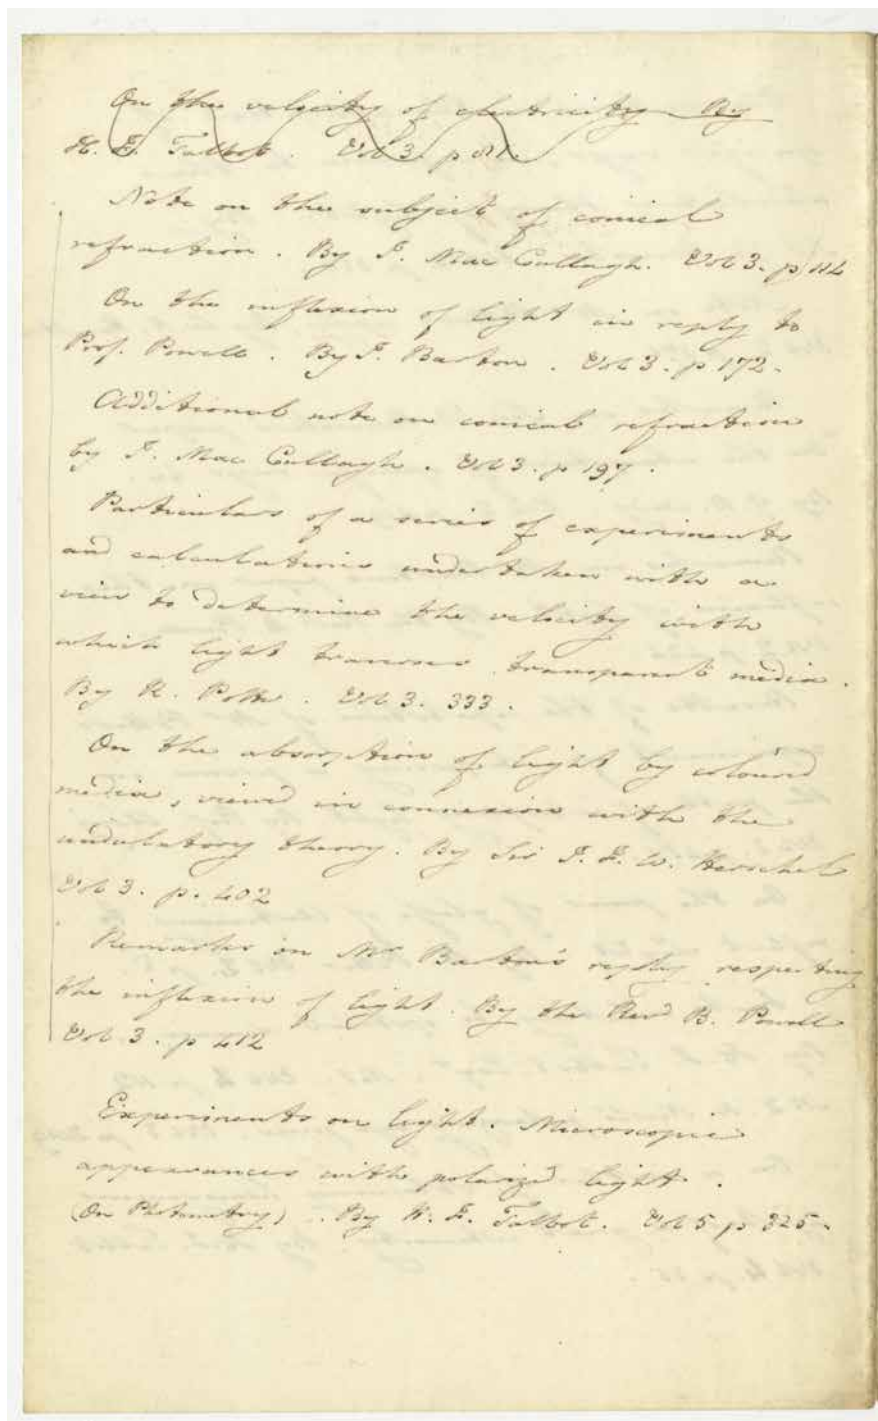 On the velocity of electricity By
H. F. Talbot. Vol 3. p 81.
Note on the subject of conical
refraction. By J. Mac Cullagh. Vol 3. p 114
On the inflexion of light in reply to
Prof. Powell. By J. Barton. Vol 3. p 172.
Additional note on conical refraction
by J. Mac Cullagh. Vol 3. p 197.
Particulars of a series of experiments
and calculations undertaken with a
view to determine the velocity with
which light traverses transparent media.
By R. Potter. Vol 3. 333.
On the absorption of light by coloured
media, viewed in connexion with the
undulatory theory. By Sir J. F. W. Herschel
Vol 3. p. 402
Remarks on Mr Barton's reply, respecting
the inflexion of light. By the Revd B. Powell
Vol 3. p 412
Experiments on light. Microscopic
appearances with polarized light.
(On Photometry). By H. F. Talbot. Vol 5 p 325.